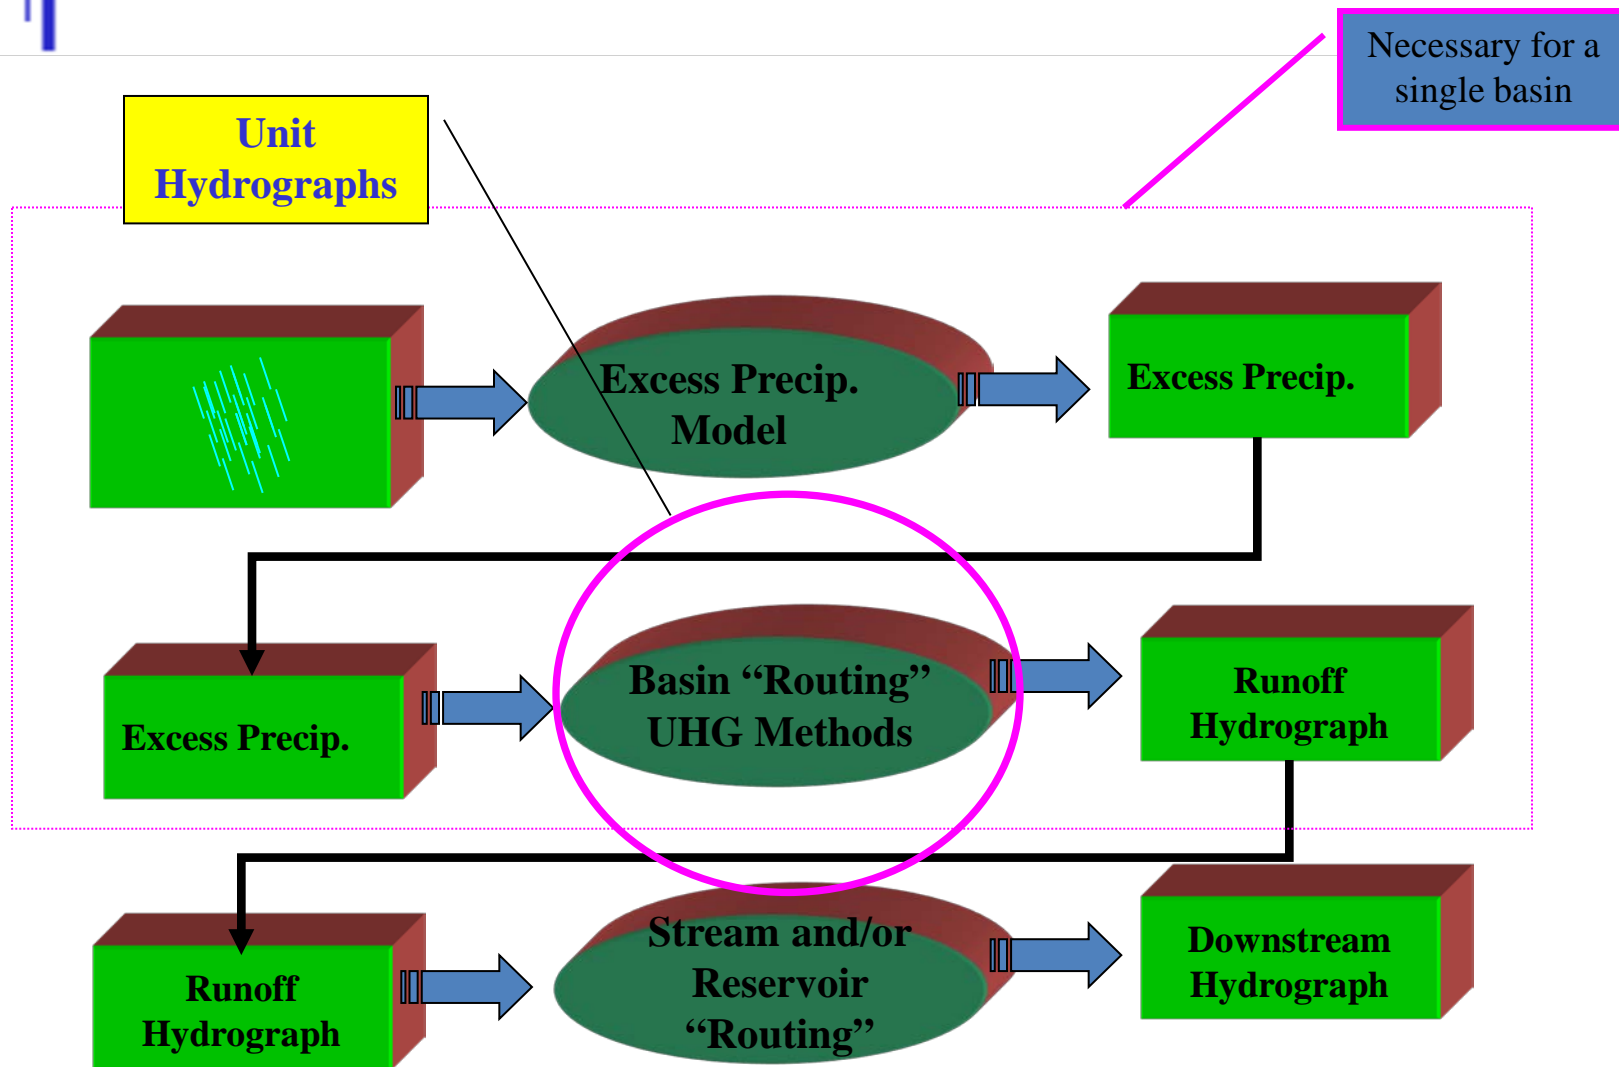 Necessary for a
single basin
Unit
Hydrographs
Excess Precip.
Model
Excess Precip.
Excess Precip.
Basin “Routing”
UHG Methods
Runoff
Hydrograph
Runoff
Hydrograph
Stream and/or
Reservoir
“Routing”
Downstream
Hydrograph